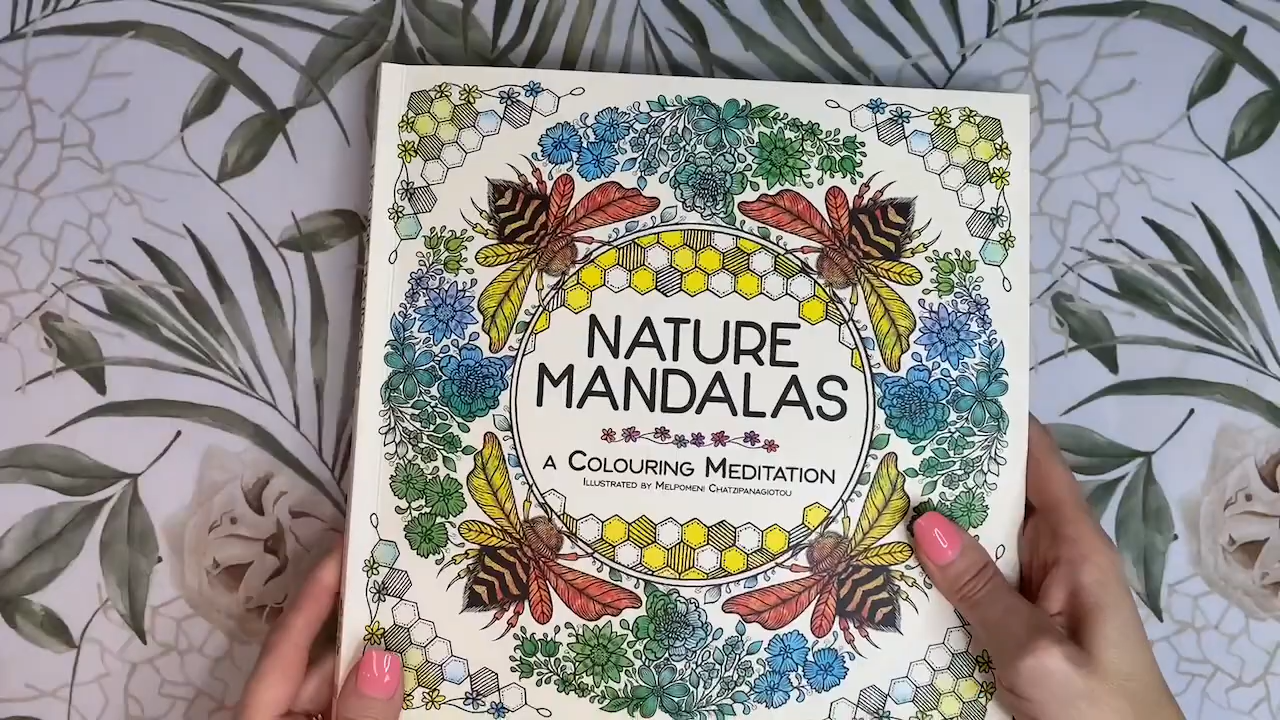 NATURE
MANDALAS
A COLOURING MEDITATION
ILLUSTRATED BY MELPOMENI CHATZIPANAGIOTOU